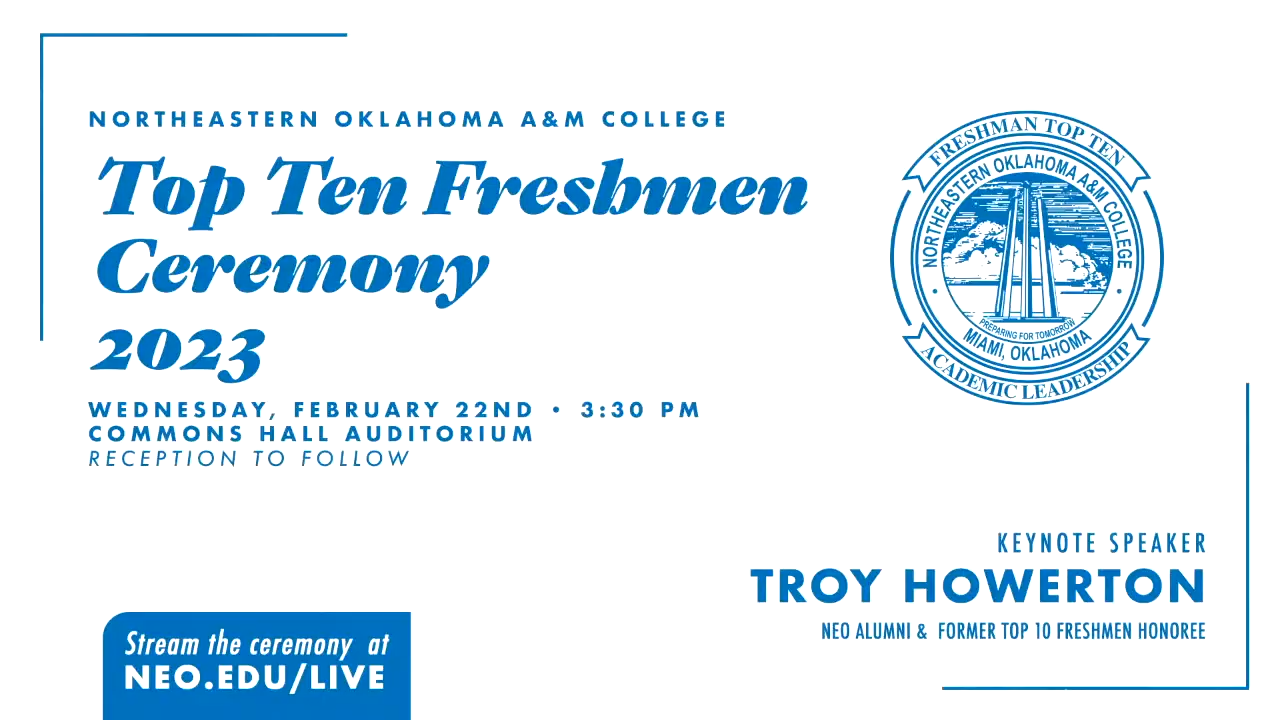 NORTHEASTERN OKLAHOMA A&M COLLEGE
Top Ten Freshmen
Ceremony
2023
WEDNESDAY, FEBRUARY 22ND • 3:30 PM
COMMONS HALL AUDITORIUM
RECEPTION TO FOLLOW
FRESHMAN TOP TEN
NORTHEASTERN OKLAHOMA A&M COLLEGE
PREPARING FOR TOMORROW
MIAMI, OKLAHOMA
ACADEMIC LEADERSHIP
KEYNOTE SPEAKER
TROY HOWERTON
NEO ALUMNI & FORMER TOP 10 FRESHMEN HONOREE
Stream the ceremony at
NEO.EDU/LIVE